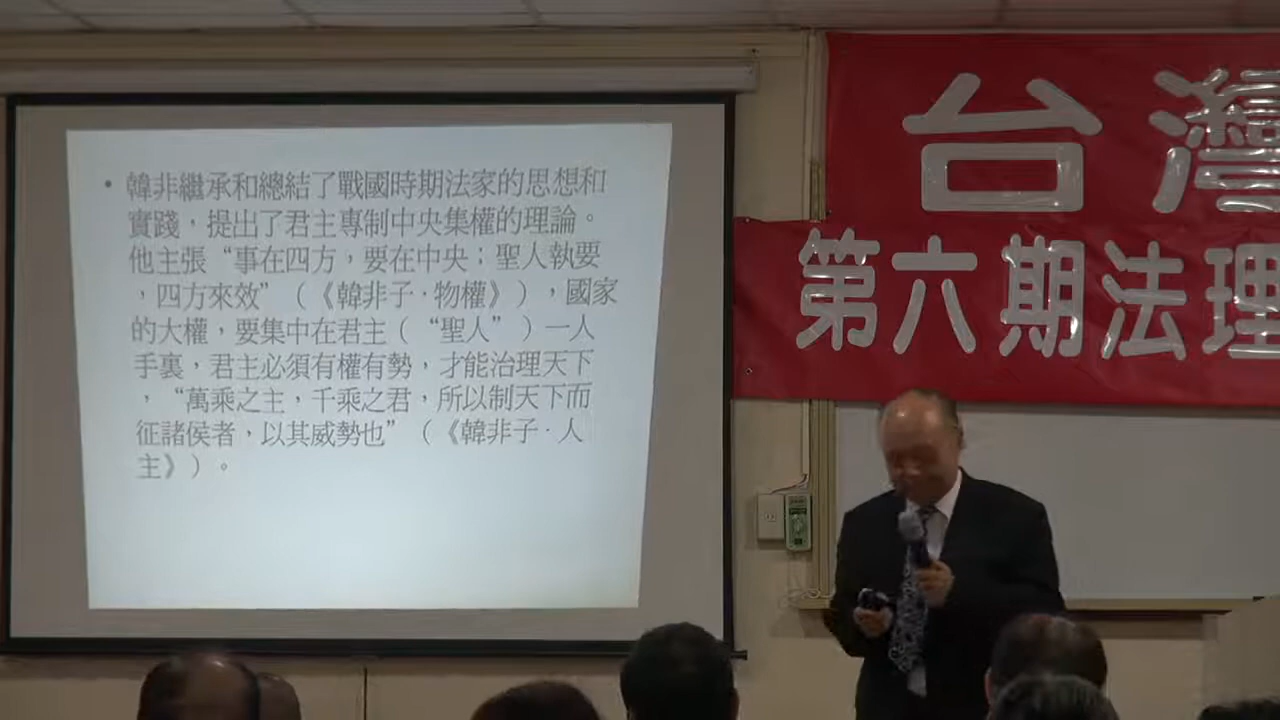 • 韓非繼承和總結了戰國時期法家的思想和
實踐，提出了君主專制中央集權的理論。
他主張“事在四方，要在中央；聖人執要
，四方來效”（《韓非子·物權》），國家
的大權，要集中在君主（“聖人”）一人
手裏，君主必須有權有勢，才能治理天下
，“萬乘之主，千乘之君，所以制天下而
征諸侯者，以其威勢也”（《韓非子·人
主》）。
台灣
第六期法理